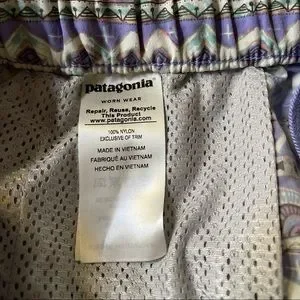 patagonia
WORN WEAR
Repair, Reuse, Recycle
This Product
www.patagonia.com
100% NYLON
EXCLUSIVE OF TRIM
MADE IN VIETNAM
FABRIQUÉ AU VIETNAM
HECHO EN VIETNAM